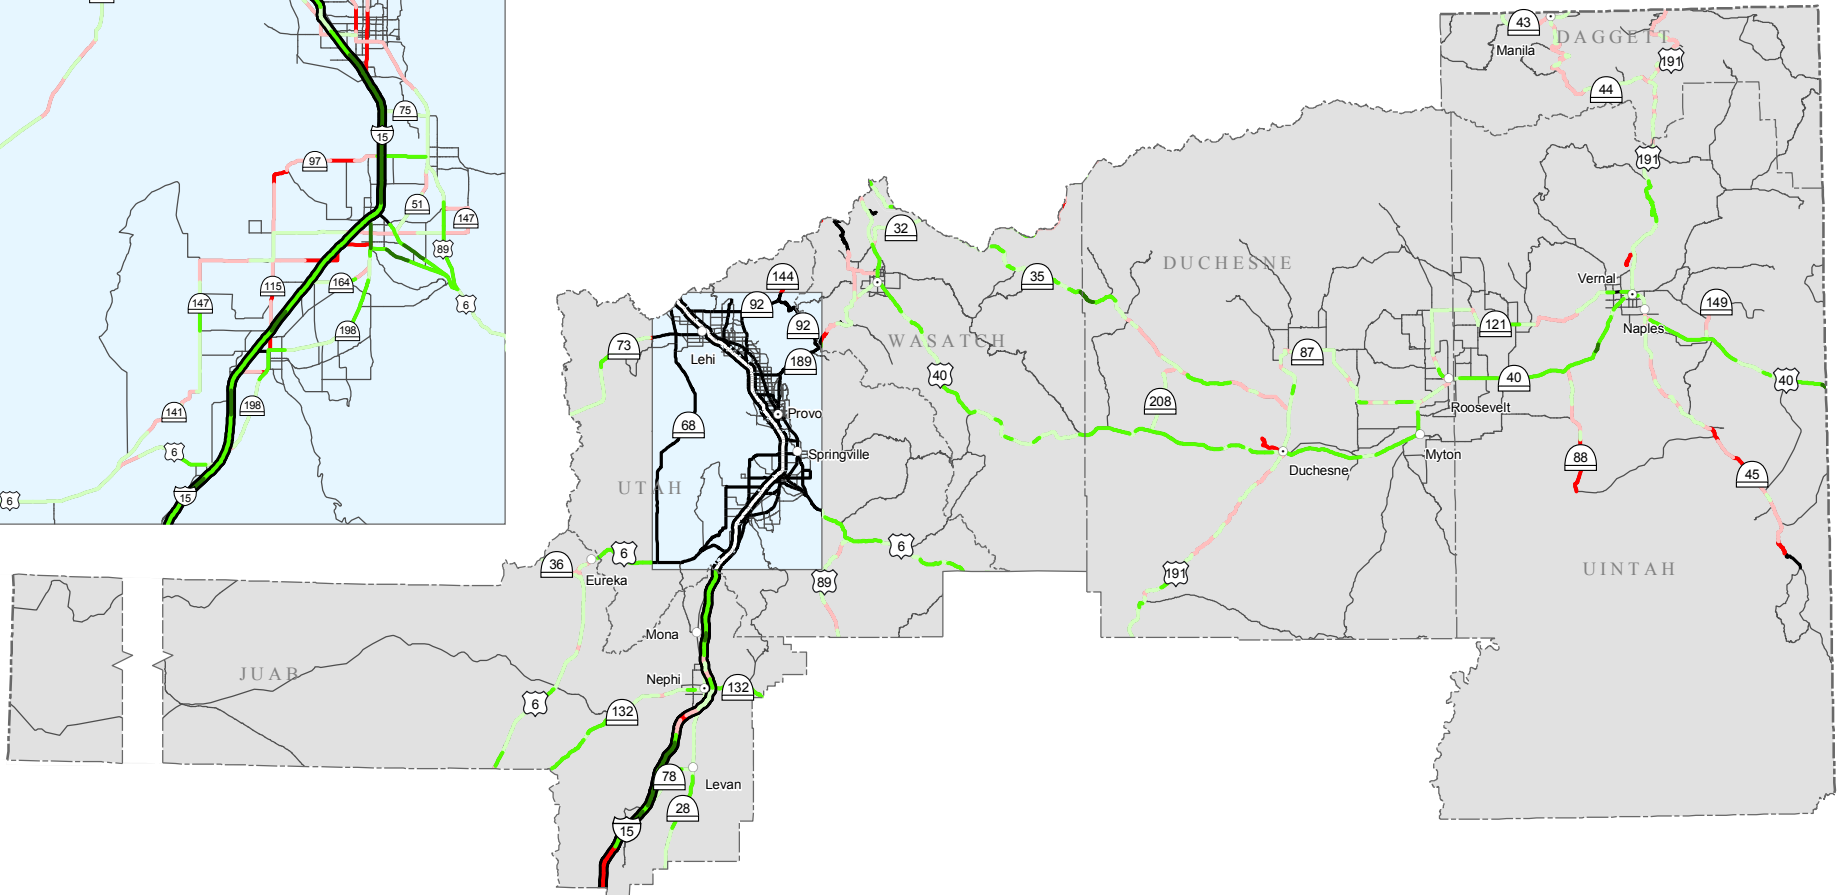 43
DAGGETT
Manila
191
44
75
15
191
97
51
147
32
89
DUCHESNE
144
35
Vernal
115
164
147
92
6
149
198
92
121
Naples
73
WASATCH
Lehi
189
87
40
40
40
198
208
Roosevelt
141
68
Provo
6
Springville
Myton
Duchesne
88
45
15
6
UTAH
6
6
36
Eureka
89
191
UINTAH
Mona
JUAB
Nephi
132
6
132
78
Levan
28
15